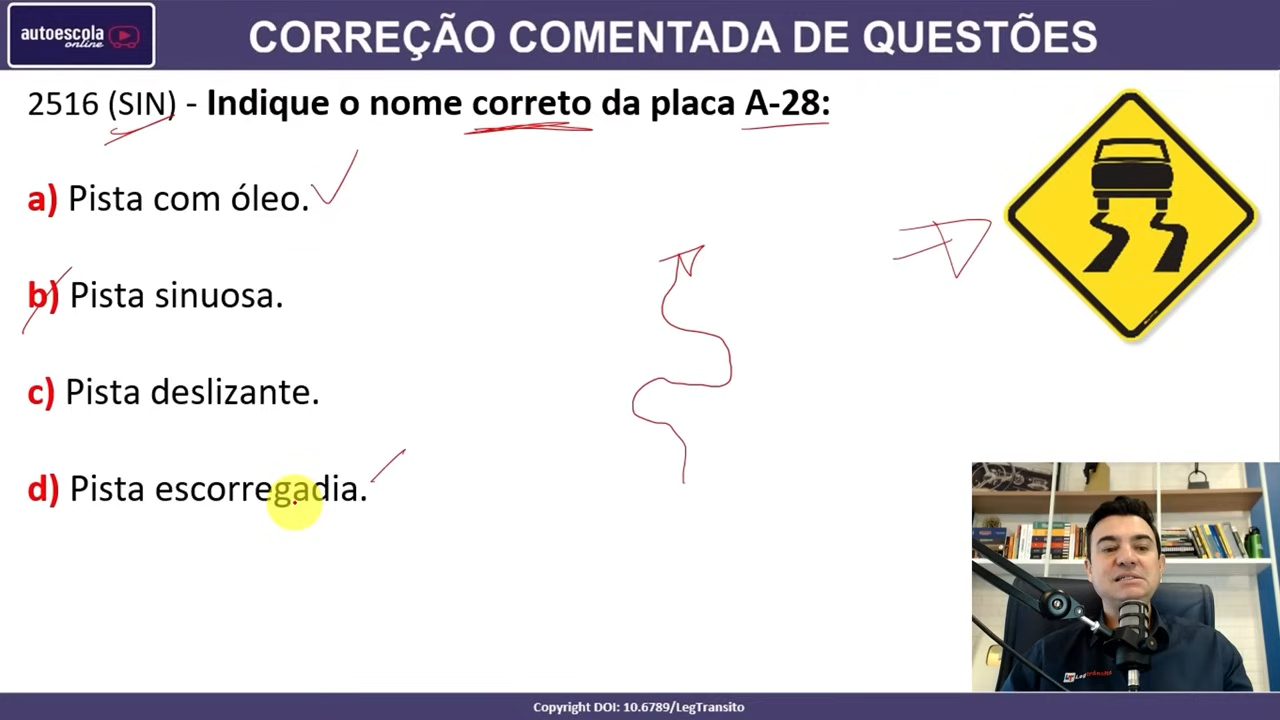 autoescola
online
CORREÇÃO COMENTADA DE QUESTÕES
2516 (SIN) - Indique o nome correto da placa A-28:
a) Pista com óleo.
b) Pista sinuosa.
c) Pista deslizante.
d) Pista escorregadia.
Copyright DOI: 10.6789/LegTransito